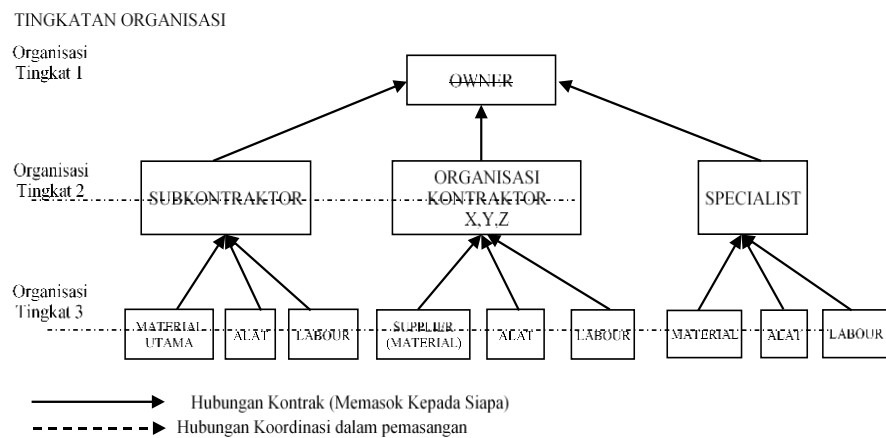 TINGKATAN ORGANISASI
Organisasi
Tingkat 1
OWNER
Organisasi
Tingkat 2
SUBKONTRAKTOR
ORGANISASI
KONTRAKTOR
X,Y,Z
SPECIALIST
Organisasi
Tingkat 3
MATERIAL
UTAMA
ALAT
LABOUR
SUPPLIER
(MATERIAL)
ALAT
LABOUR
MATERIAL
ALAT
LABOUR
Hubungan Kontrak (Memasok Kepada Siapa)
Hubungan Koordinasi dalam pemasangan